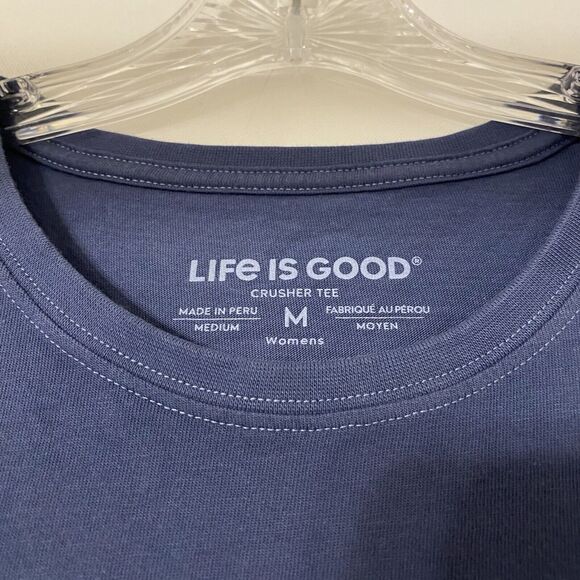 LIFe IS GOOD®
CRUSHER TEE
MADE IN PERU M FABRIQUÉ AU PÉROU
MEDIUM MOYEN
Womens